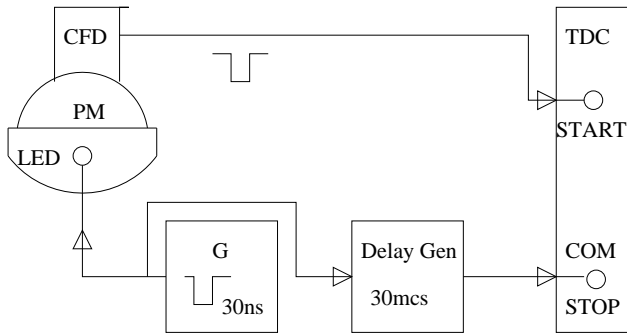 CFD
TDC
PM
START
LED
G
30ns
Delay Gen
30mcs
COM
STOP